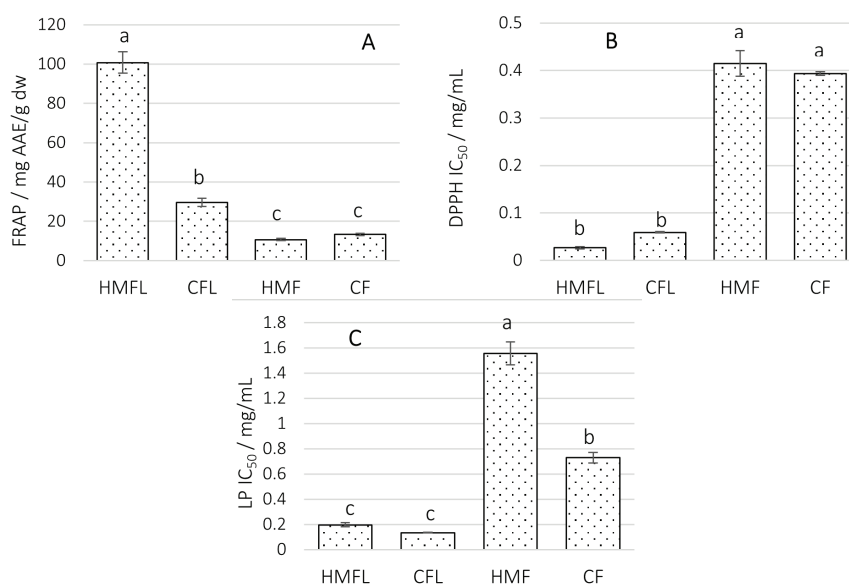 A
FRAP / mg AAE/g dw
120
100
80
60
40
20
0
a
b
c
c
HMFL CFL HMF CF
B
DPPH IC50 / mg/mL
0.5
0.4
0.3
0.2
0.1
0
b
b
a
a
HMFL CFL HMF CF
C
LP IC50 / mg/mL
1.8
1.6
1.4
1.2
1
0.8
0.6
0.4
0.2
0
c
c
a
b
HMFL CFL HMF CF